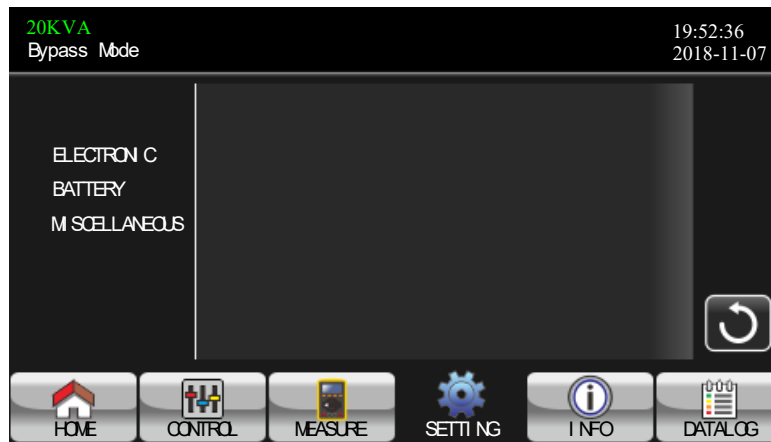 20KVA
Bypass Mode
19:52:36
2018-11-07
ELECTRONIC
BATTERY
MISCELLANEOUS
HOME
CONTROL
MEASURE
SETTING
INFO
DATALOG